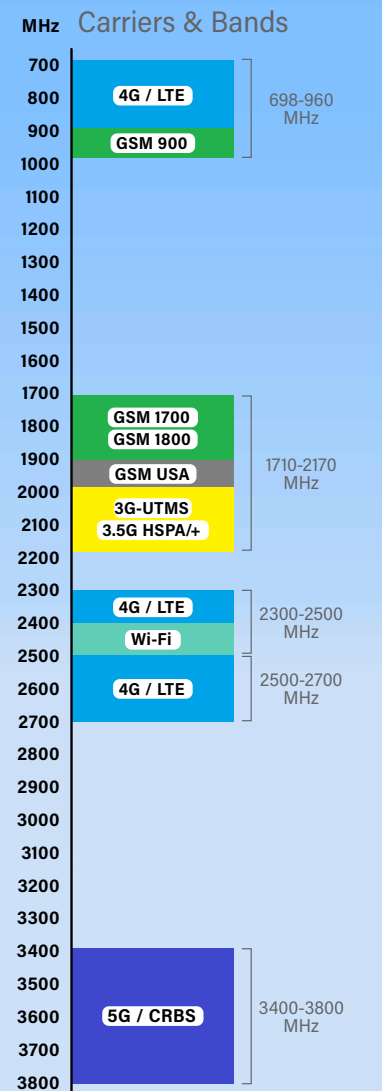 MHz Carriers & Bands
700
800
900
1000
1100
1200
1300
1400
1500
1600
1700
1800
1900
2000
2100
2200
2300
2400
2500
2600
2700
2800
2900
3000
3100
3200
3300
3400
3500
3600
3700
3800
4G / LTE
GSM 900
698-960
MHz
GSM 1700
GSM 1800
GSM USA
3G-UTMS
3.5G HSPA/+
1710-2170
MHz
4G / LTE
Wi-Fi
2300-2500
MHz
4G / LTE
2500-2700
MHz
5G / CRBS
3400-3800
MHz